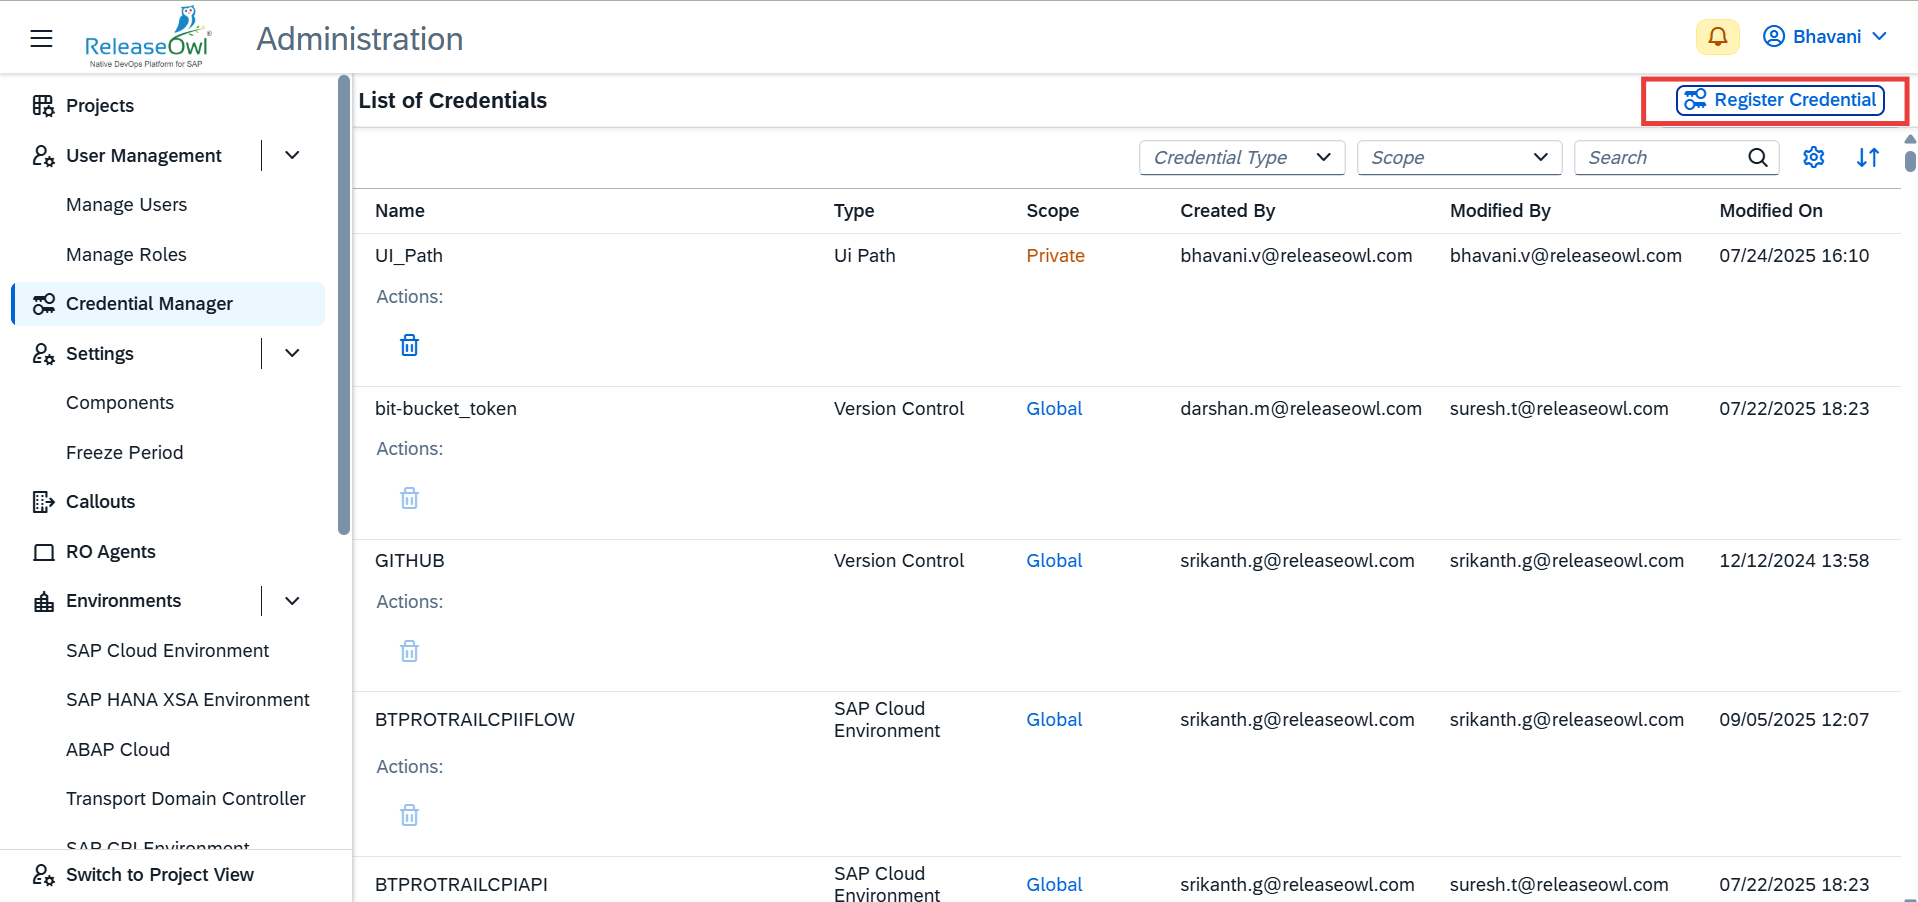 ReleaseOwl®
Native DevOps Platform for SAP
Administration
Bhavani
Projects
User Management
Manage Users
Manage Roles
Credential Manager
Settings
Components
Freeze Period
Callouts
RO Agents
Environments
SAP Cloud Environment
SAP HANA XSA Environment
ABAP Cloud
Transport Domain Controller
SAP CPI Environment
Switch to Project View
List of Credentials
Register Credential
Credential Type
Scope
Search
Name Type Scope Created By Modified By Modified On
UI_Path Ui Path Private bhavani.v@releaseowl.com bhavani.v@releaseowl.com 07/24/2025 16:10
Actions:
bit-bucket_token Version Control Global darshan.m@releaseowl.com suresh.t@releaseowl.com 07/22/2025 18:23
Actions:
GITHUB Version Control Global srikanth.g@releaseowl.com srikanth.g@releaseowl.com 12/12/2024 13:58
Actions:
BTPROTRAILCPIIFLOW SAP Cloud Environment Global srikanth.g@releaseowl.com srikanth.g@releaseowl.com 09/05/2025 12:07
Actions:
BTPROTRAILCPIAPI SAP Cloud Environment Global srikanth.g@releaseowl.com suresh.t@releaseowl.com 07/22/2025 18:23